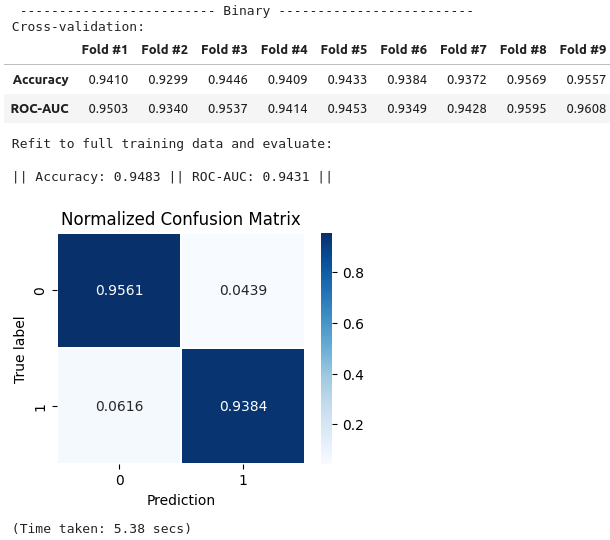 ------------------------- Binary -------------------------
Cross-validation:
Fold #1 Fold #2 Fold #3 Fold #4 Fold #5 Fold #6 Fold #7 Fold #8 Fold #9
Accuracy 0.9410 0.9299 0.9446 0.9409 0.9433 0.9384 0.9372 0.9569 0.9557
ROC-AUC 0.9503 0.9340 0.9537 0.9414 0.9453 0.9349 0.9428 0.9595 0.9608
Refit to full training data and evaluate:
|| Accuracy: 0.9483 || ROC-AUC: 0.9431 ||
Normalized Confusion Matrix
0.8
0 0.9561 0.0439
0.6
True label
0.4
1 0.0616 0.9384
0.2
0 1
Prediction
(Time taken: 5.38 secs)